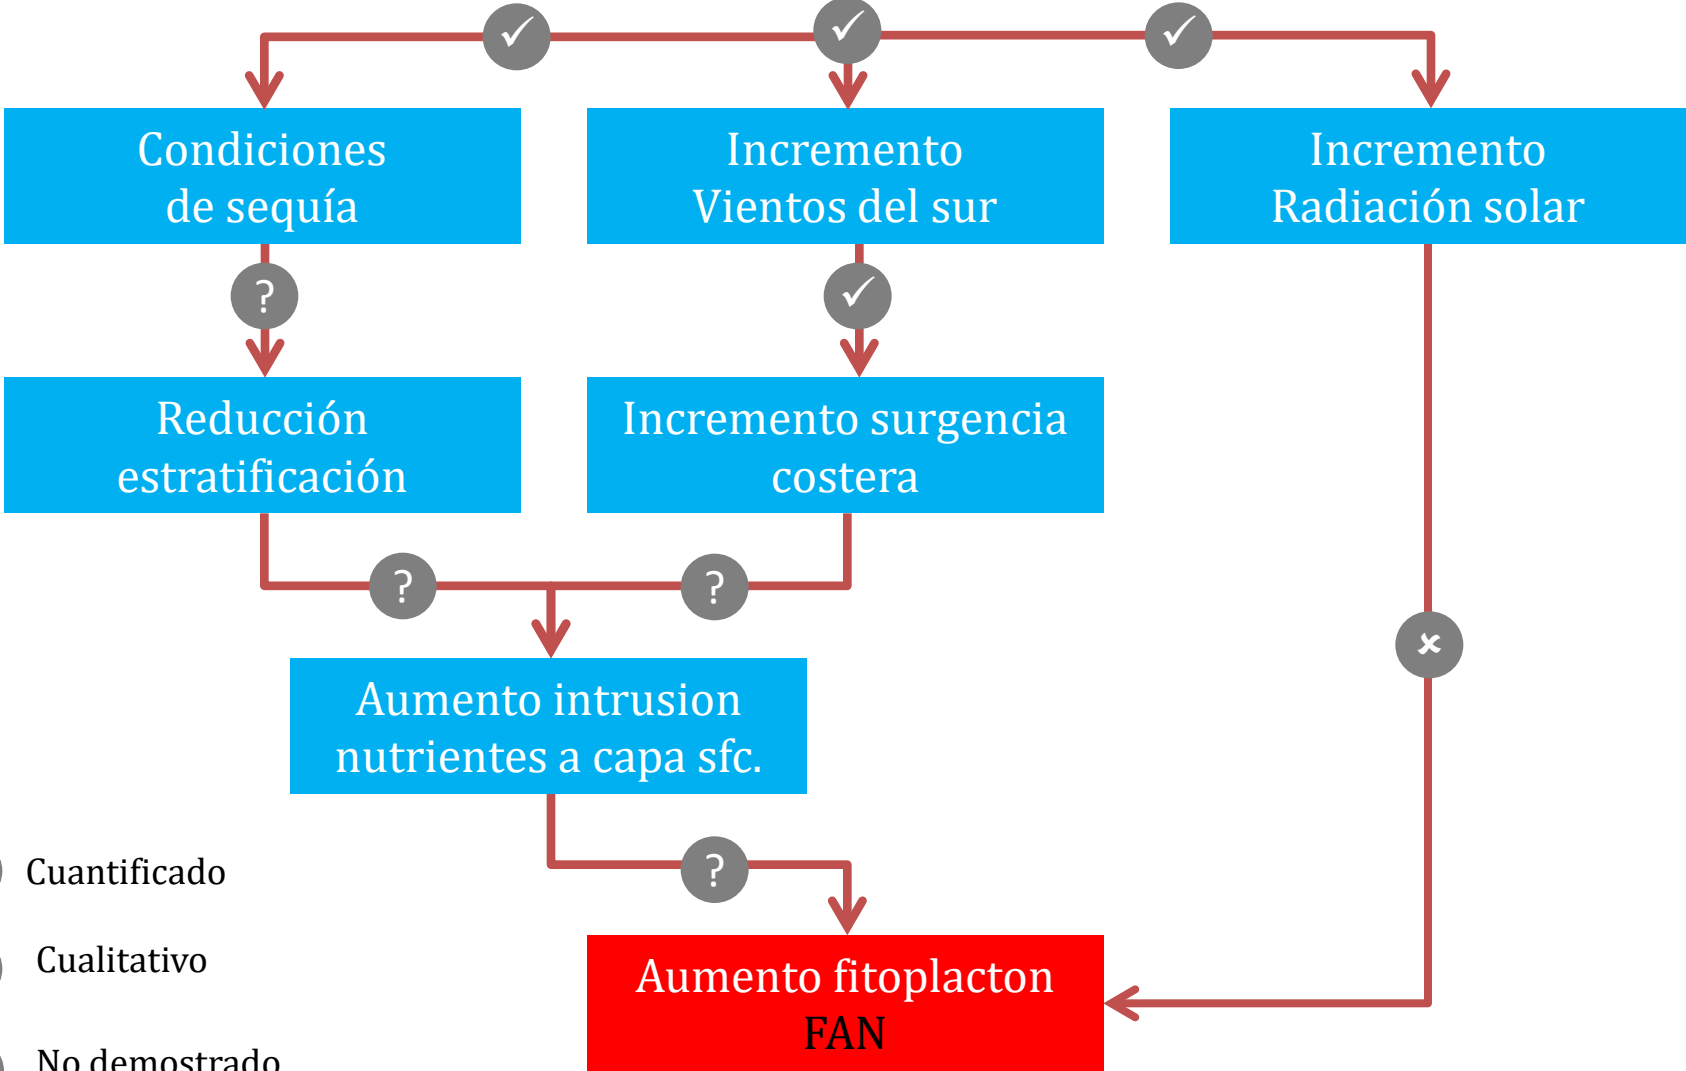 ✓ ✓ ✓
Condiciones
de sequía
Incremento
Vientos del sur
Incremento
Radiación solar
? ✓
Reducción
estratificación
Incremento surgencia
costera
? ?
×
Aumento intrusion
nutrientes a capa sfc.
?
Cuantificado
Cualitativo
No demostrado
Aumento fitoplacton
FAN